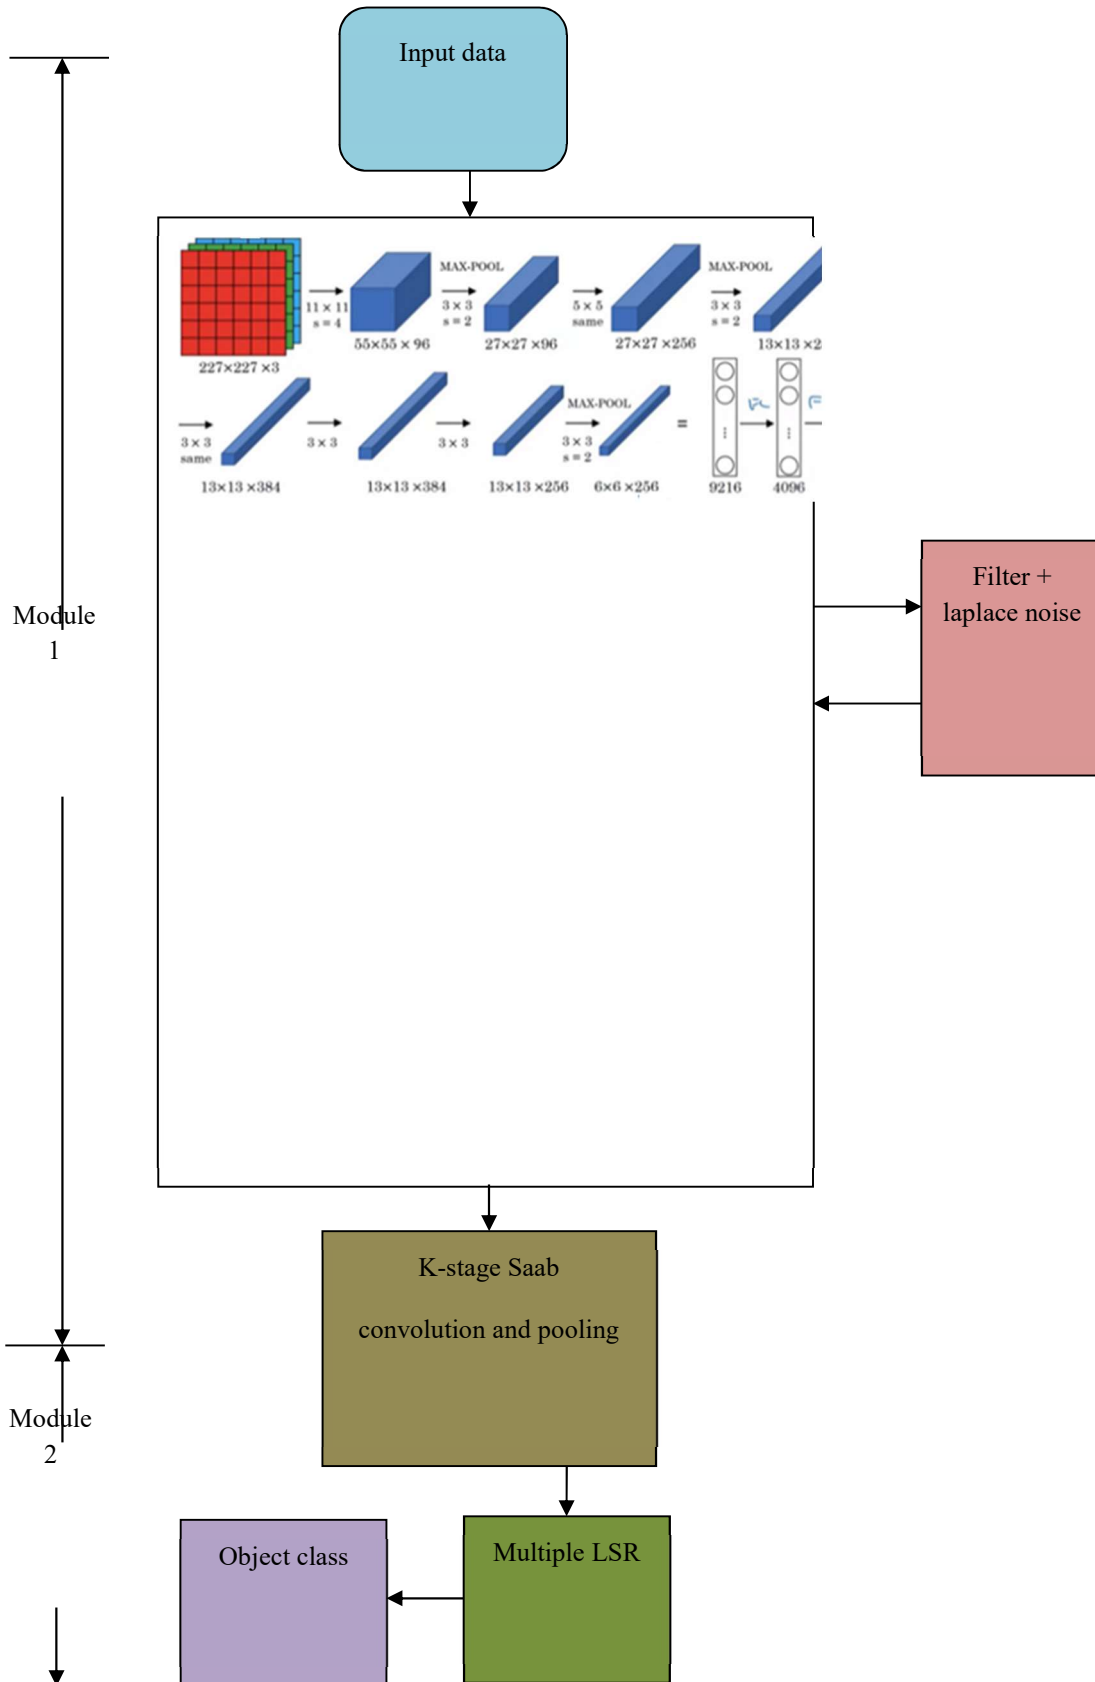 Input data
MAX-POOL
MAX-POOL
11 × 11
s = 4
3 × 3
s = 2
5 × 5
same
3 × 3
s = 2
227×227 ×3
55×55 × 96
27×27 ×96
27×27 ×256
13×13 ×2
MAX-POOL
3 × 3
same
3 × 3
3 × 3
3 × 3
s = 2
=
13×13 ×384
13×13 ×384
13×13 ×256
6×6 ×256
9216
4096
Filter +
laplace noise
Module
1
K-stage Saab
convolution and pooling
Module
2
Object class
Multiple LSR